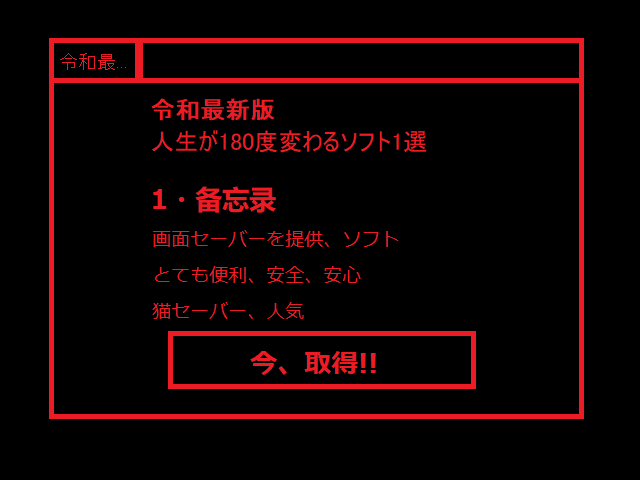 令和最...
令和最新版
人生が180度変わるソフト1選
1・备忘录
画面セーバーを提供、ソフト
とても便利、安全、安心
猫セーバー、人気
今、取得!!